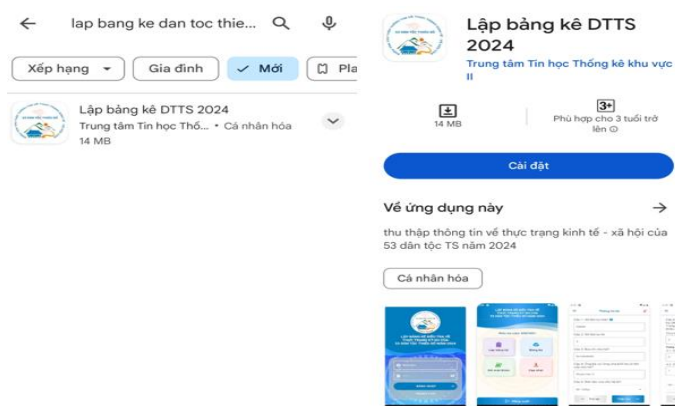 lap bang ke dan toc thie...
Xếp hạng
Gia đình
Mới
Pla
Lập bảng kê DTTS 2024
Trung tâm Tin học Thố... • Cá nhân hóa
14 MB
Lập bảng kê DTTS
2024
Trung tâm Tin học Thống kê khu vực
II
14 MB
3+
Phù hợp cho 3 tuổi trở
lên
Cài đặt
Về ứng dụng này
thu thập thông tin về thực trạng kinh tế - xã hội của
53 dân tộc TS năm 2024
Cá nhân hóa